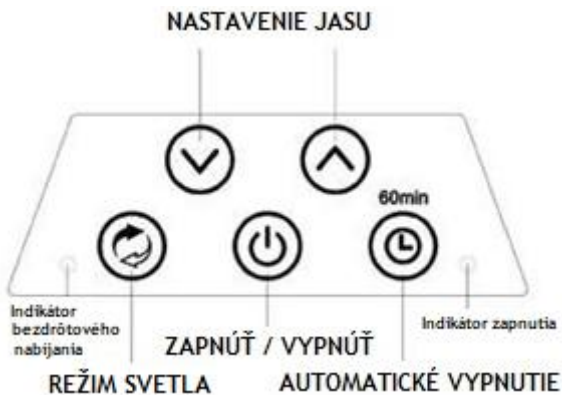 NASTAVENIE JASU
60min
Indikátor
bezdrôtového
nabíjania
Indikátor zapnutia
ZAPNÚŤ / VYPNÚŤ
REŽIM SVETLA
AUTOMATICKÉ VYPNUTIE